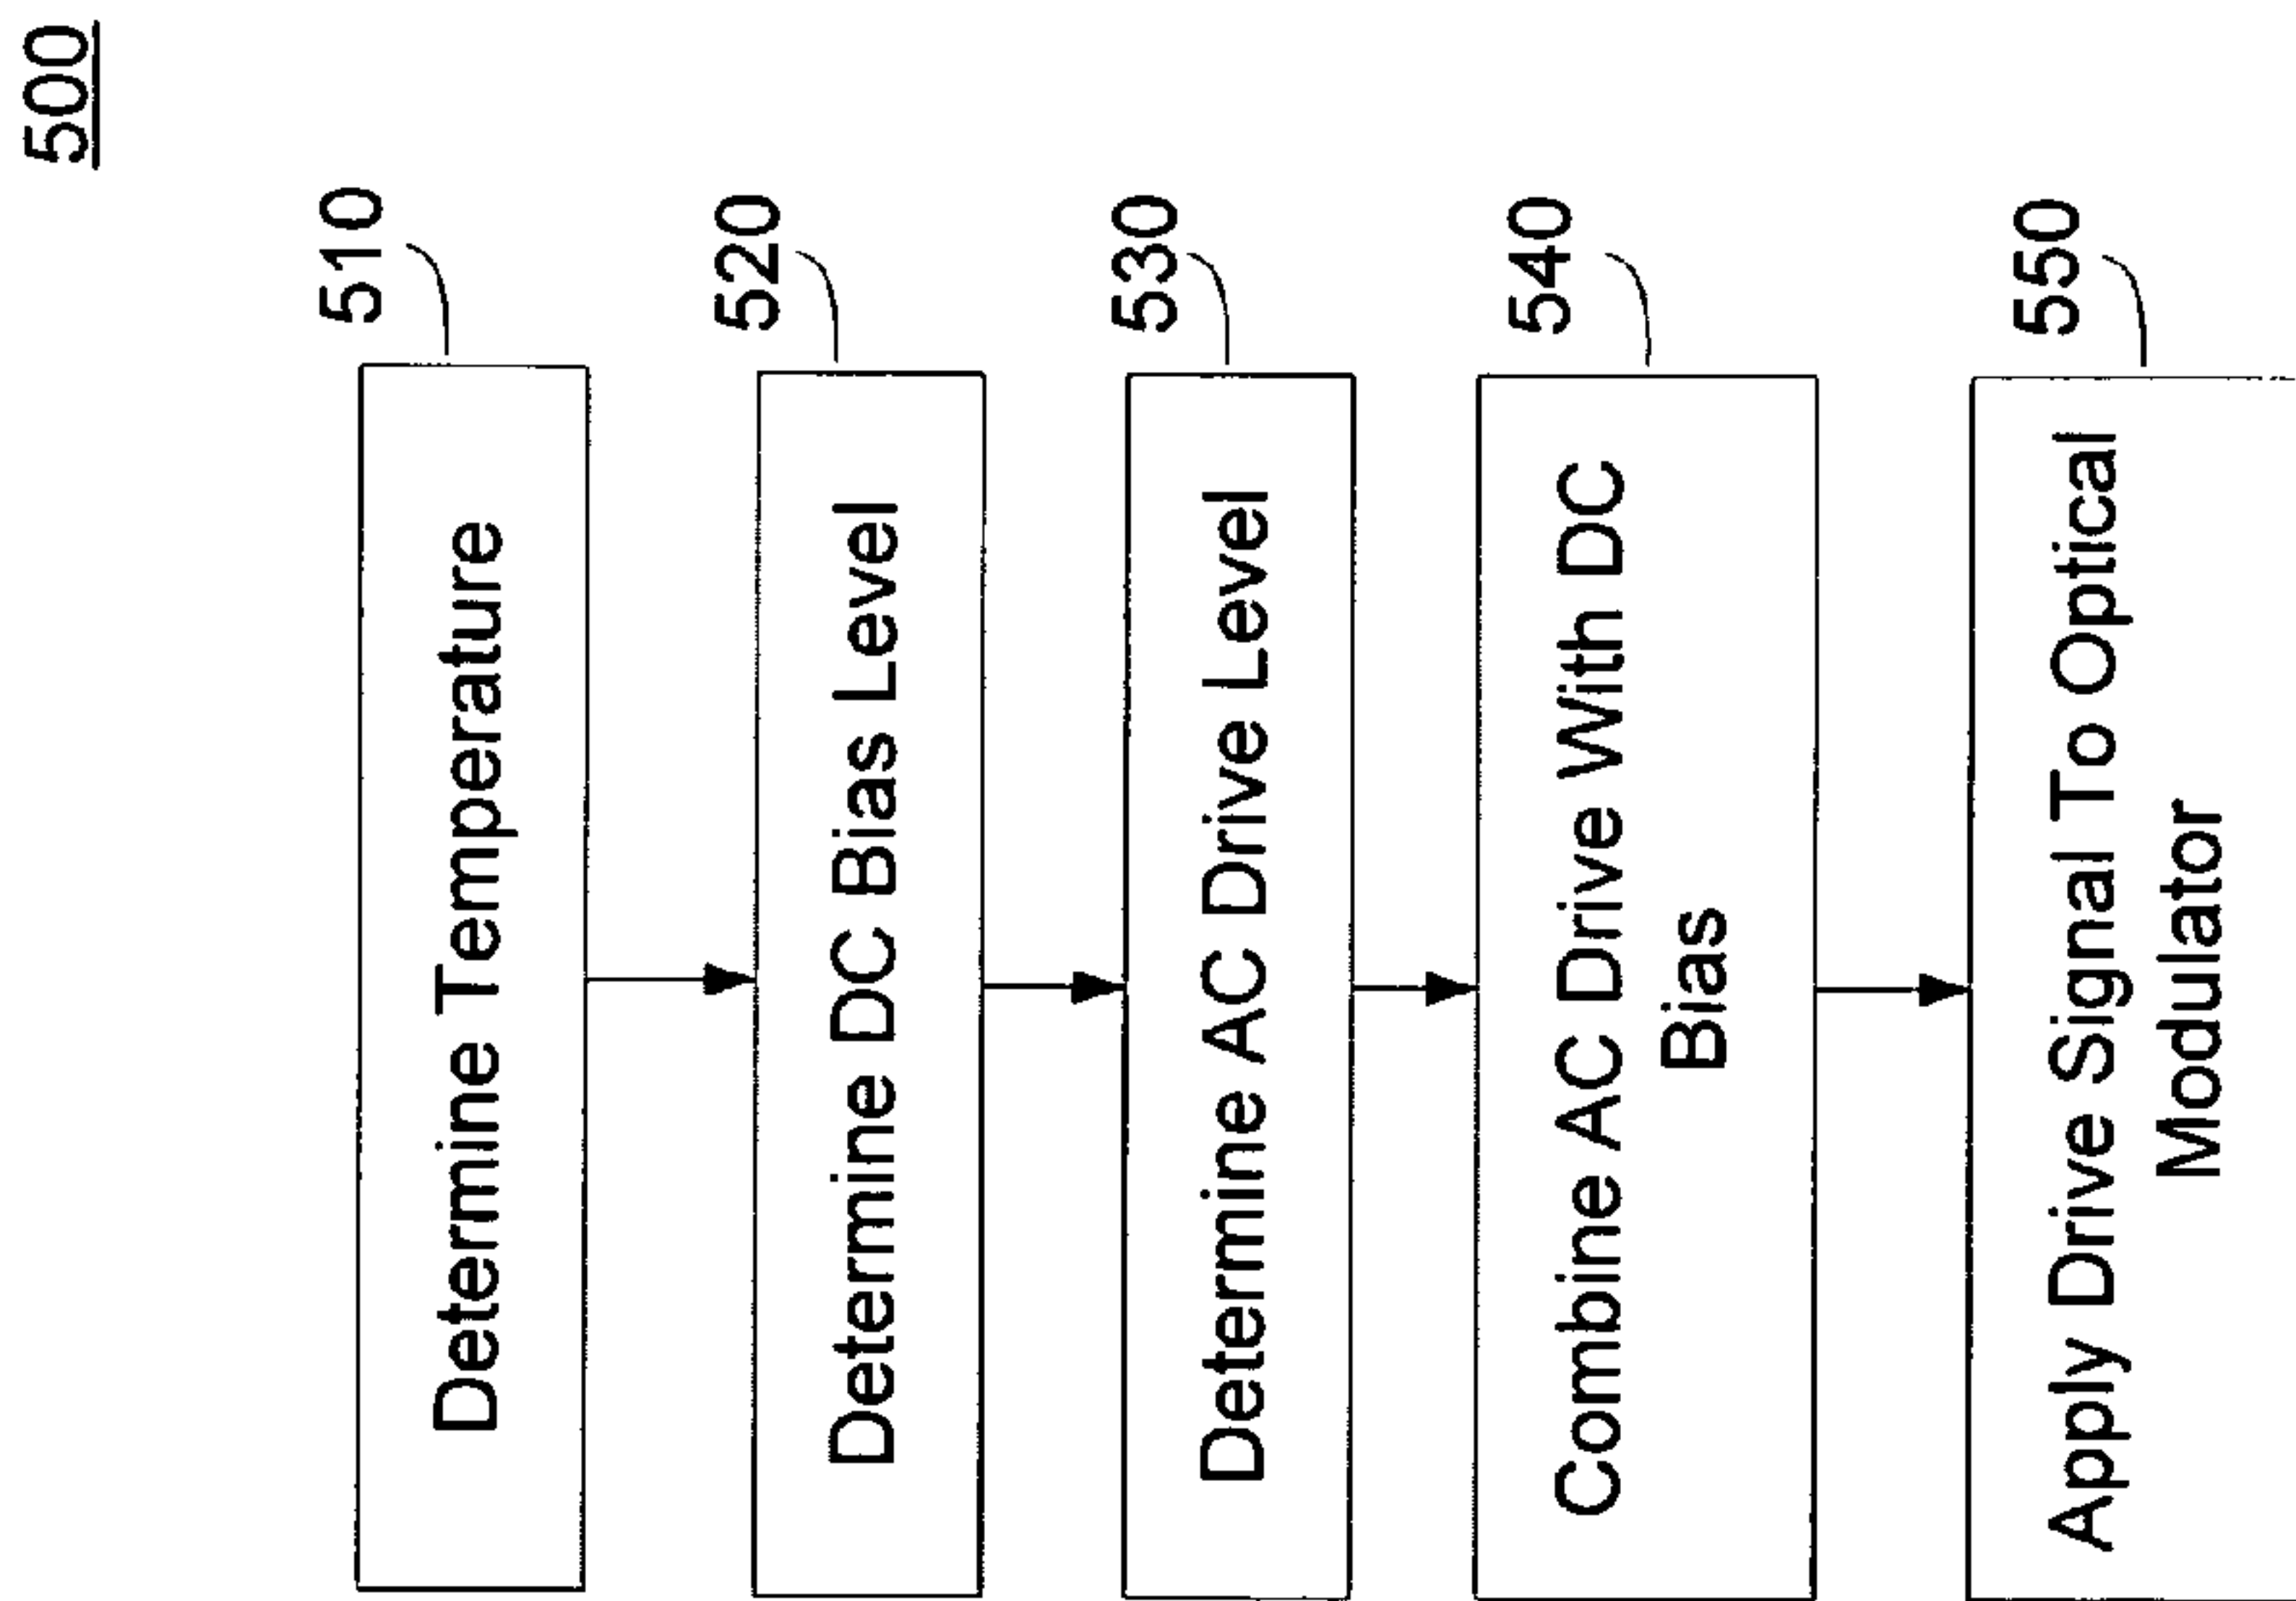 500
510
Determine Temperature
520
Determine DC Bias Level
530
Determine AC Drive Level
540
Combine AC Drive With DC
Bias
550
Apply Drive Signal To Optical
Modulator